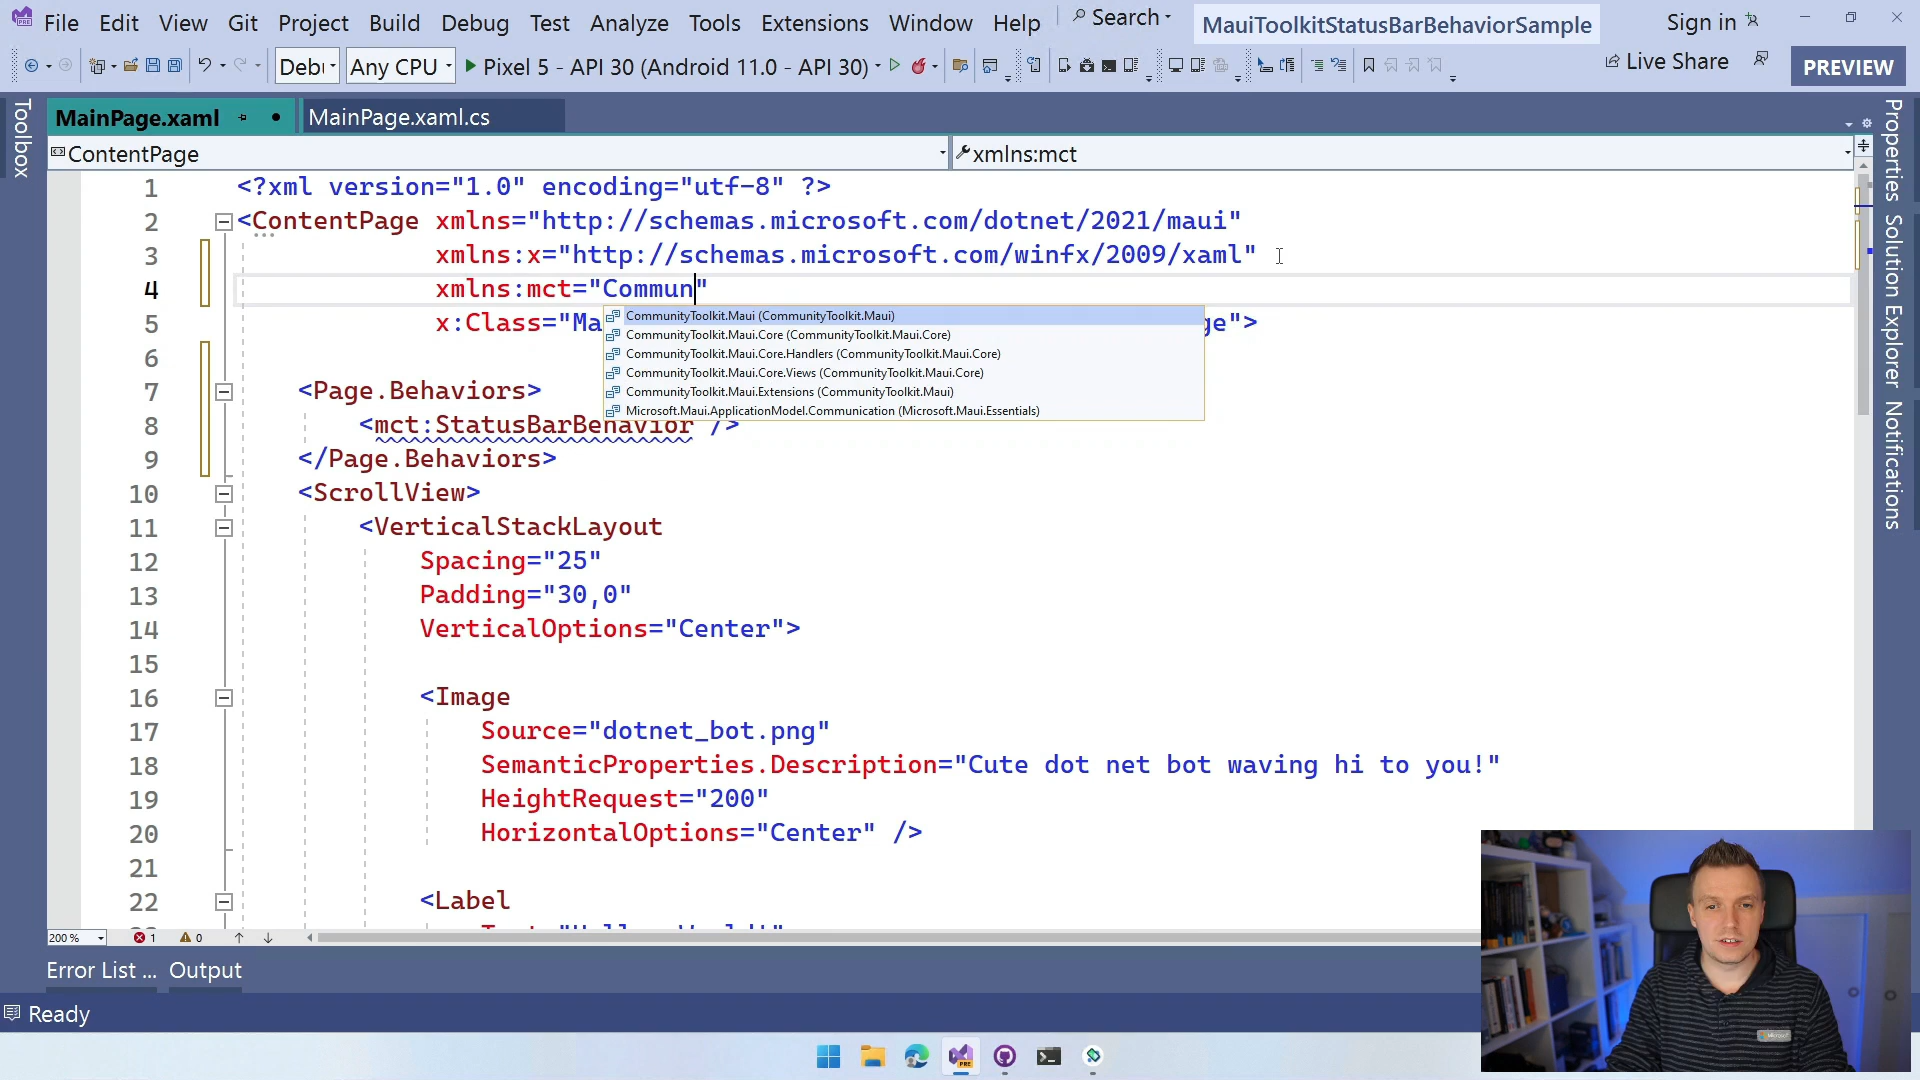 File Edit View Git Project Build Debug Test Analyze Tools Extensions Window Help Search MauiToolkitStatusBarBehaviorSample Sign in
Any CPU Pixel 5 - API 30 (Android 11.0 - API 30) Live Share PREVIEW
Toolbox
MainPage.xaml MainPage.xaml.cs
ContentPage xmlns:mct
1 <?xml version="1.0" encoding="utf-8" ?>
2 <ContentPage xmlns="http://schemas.microsoft.com/dotnet/2021/maui"
3 xmlns:x="http://schemas.microsoft.com/winfx/2009/xaml"
4 xmlns:mct="Commun"
CommunityToolkit.Maui (CommunityToolkit.Maui)
5 x:Class="Ma ge">
CommunityToolkit.Maui.Core (CommunityToolkit.Maui.Core)
CommunityToolkit.Maui.Core.Handlers (CommunityToolkit.Maui.Core)
6
CommunityToolkit.Maui.Core.Views (CommunityToolkit.Maui.Core)
7 <Page.Behaviors>
CommunityToolkit.Maui.Extensions (CommunityToolkit.Maui)
Microsoft.Maui.ApplicationModel.Communication (Microsoft.Maui.Essentials)
8 <mct:StatusBarBehavior />
9 </Page.Behaviors>
10 <ScrollView>
11 <VerticalStackLayout
12 Spacing="25"
13 Padding="30,0"
14 VerticalOptions="Center">
15
16 <Image
17 Source="dotnet_bot.png"
18 SemanticProperties.Description="Cute dot net bot waving hi to you!"
19 HeightRequest="200"
20 HorizontalOptions="Center" />
21
22 <Label
Properties
Solution Explorer
Notifications
200 % 1 0
Error List ... Output
Ready